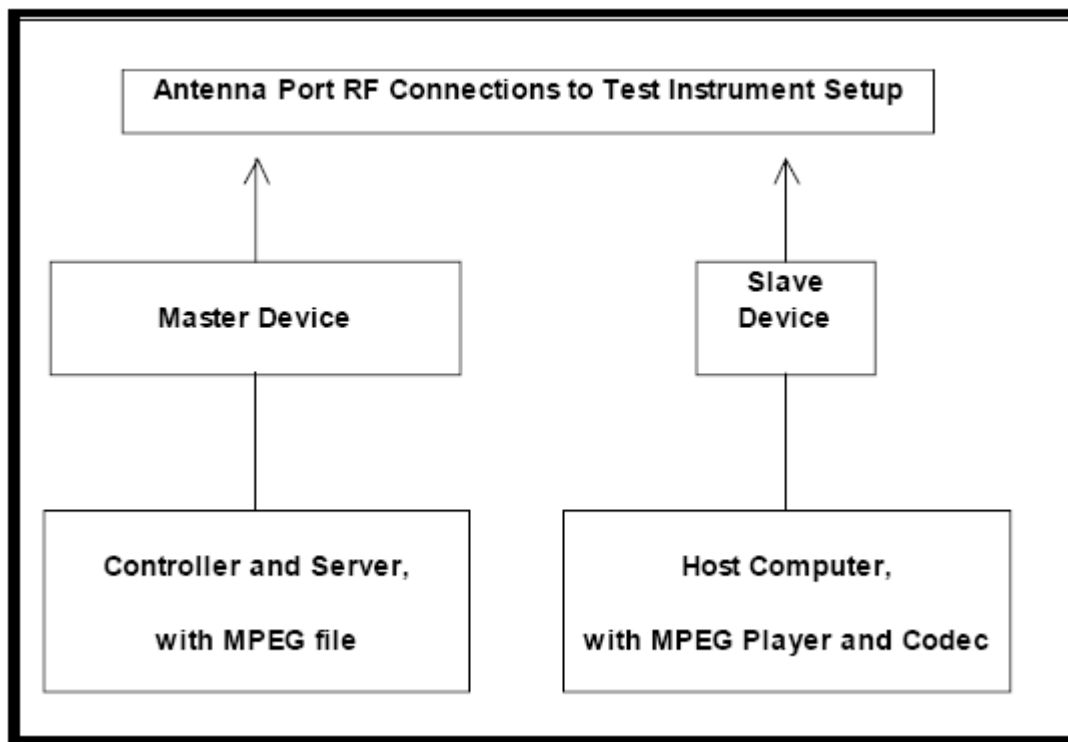 Antenna Port RF Connections to Test Instrument Setup
Master Device
Slave
Device
Controller and Server,
with MPEG file
Host Computer,
with MPEG Player and Codec